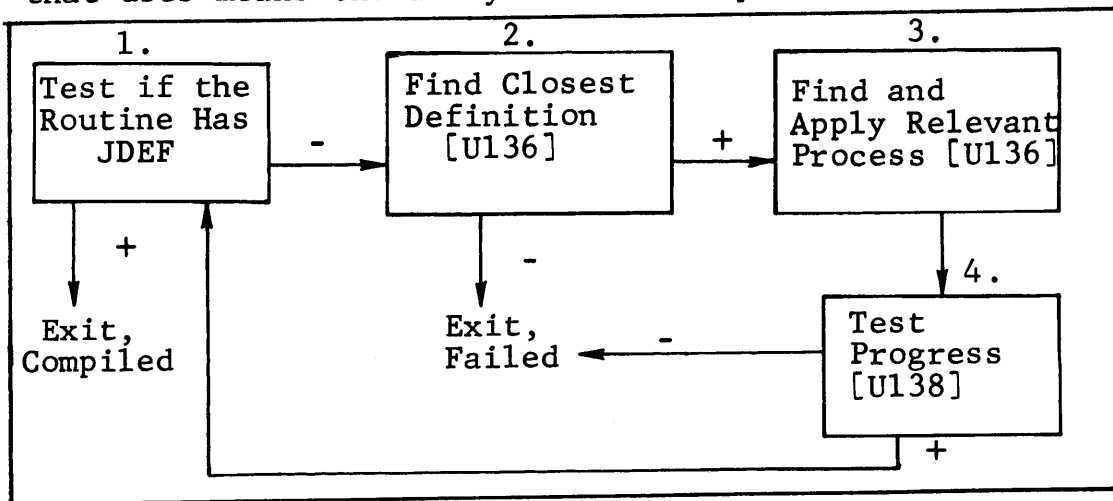 1.
Test if the
Routine Has
JDEF
-
+
Exit,
Compiled
2.
Find Closest
Definition
[U136]
+
-
Exit,
Failed
3.
Find and
Apply Relevant
Process [U136]
4.
Test
Progress
[U138]
-
+